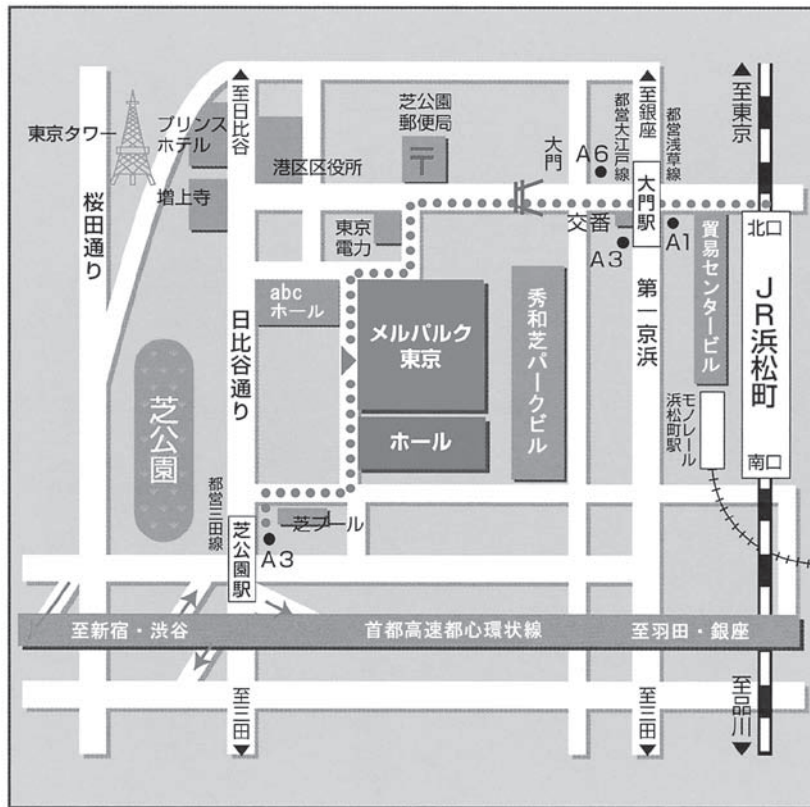 東京タワー
プリンス
ホテル
増上寺
桜田通り
▲至日比谷
港区区役所
芝公園
郵便局
〒
大門
A6
都営大江戸線
▲至銀座
都営浅草線
▲至東京
大門駅
交番
A3
A1
北口
貿易センタービル
JR浜松町
南口
モノレール
浜松町駅
東京
電力
abc
ホール
メルパルク
東京
ホール
秀和芝パークビル
第一京浜
日比谷通り
芝公園
都営三田線
芝公園駅
芝プール
A3
至新宿・渋谷
首都高速都心環状線
至羽田・銀座
至三田▼
至三田▼
至品川▼